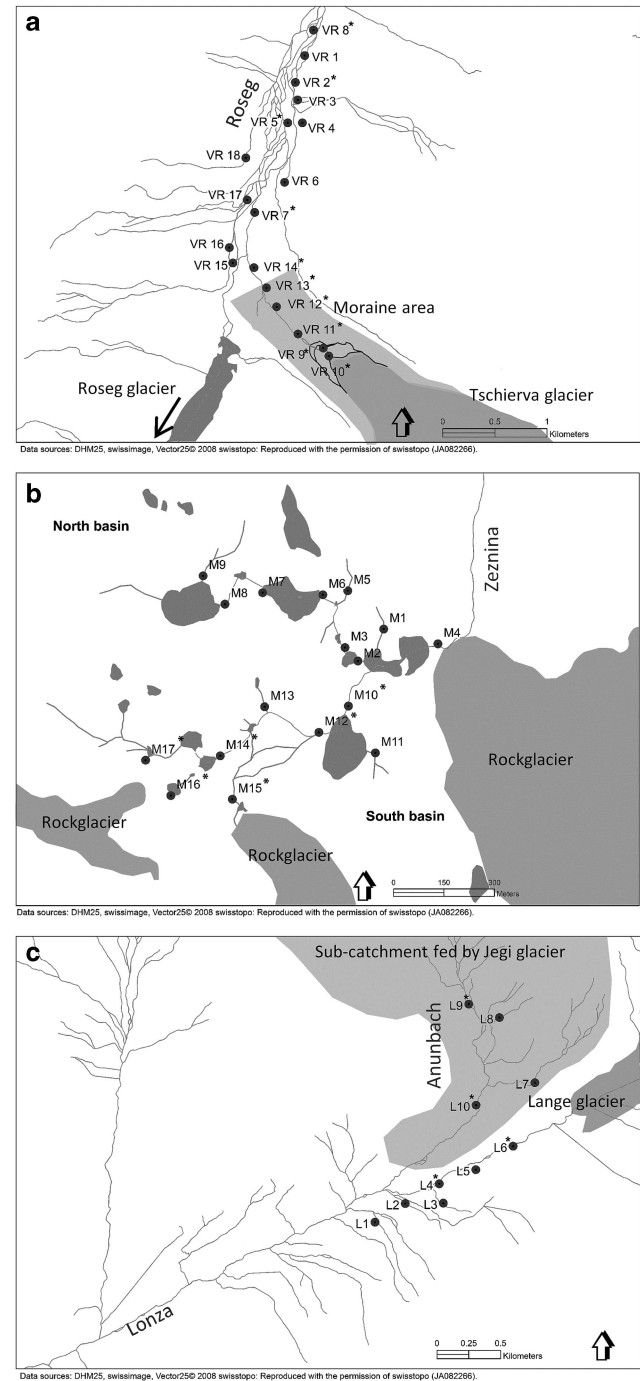 a
VR 8*
VR 1
VR 2*
VR 3
VR 5*
VR 4
Roseg
VR 18
VR 6
VR 17
VR 7*
VR 16
VR 15
VR 14*
VR 13*
VR 12*
Moraine area
VR 11*
VR 9*
VR 10*
Roseg glacier
Tschierva glacier
0 0.5 1
Kilometers
Data sources: DHM25, swissimage, Vector25© 2008 swisstopo: Reproduced with the permission of swisstopo (JA082266).
b
North basin
Zeznina
M9
M8
M7
M6
M5
M1
M4
M3
M2
M10*
M13
M12*
M11
M17*
M14*
M16*
M15*
Rockglacier
Rockglacier
Rockglacier
South basin
0 150 300
Meters
Data sources: DHM25, swissimage, Vector25© 2008 swisstopo: Reproduced with the permission of swisstopo (JA082266).
c
Sub-catchment fed by Jegi glacier
L9*
L8
Anunbach
L7
L10*
Lange glacier
L6*
L5
L4*
L2
L3
L1
Lonza
0 0.25 0.5
Kilometers
Data sources: DHM25, swissimage, Vector25© 2008 swisstopo: Reproduced with the permission of swisstopo (JA082266).